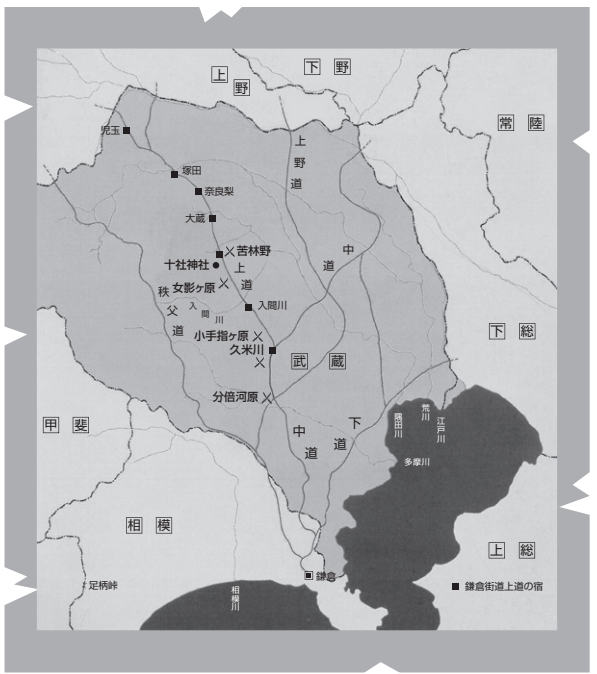 上野
下野
常陸
児玉
塚田
奈良梨
大蔵
上野道
苦林野
十社神社
上道
中道
秩父道
女影ヶ原
入間川
入間川
小手指ヶ原
久米川
武蔵
下総
分倍河原
甲斐
中道
下道
隅田川
荒川
江戸川
多摩川
相模
上総
鎌倉
足柄峠
相模川
鎌倉街道上道の宿